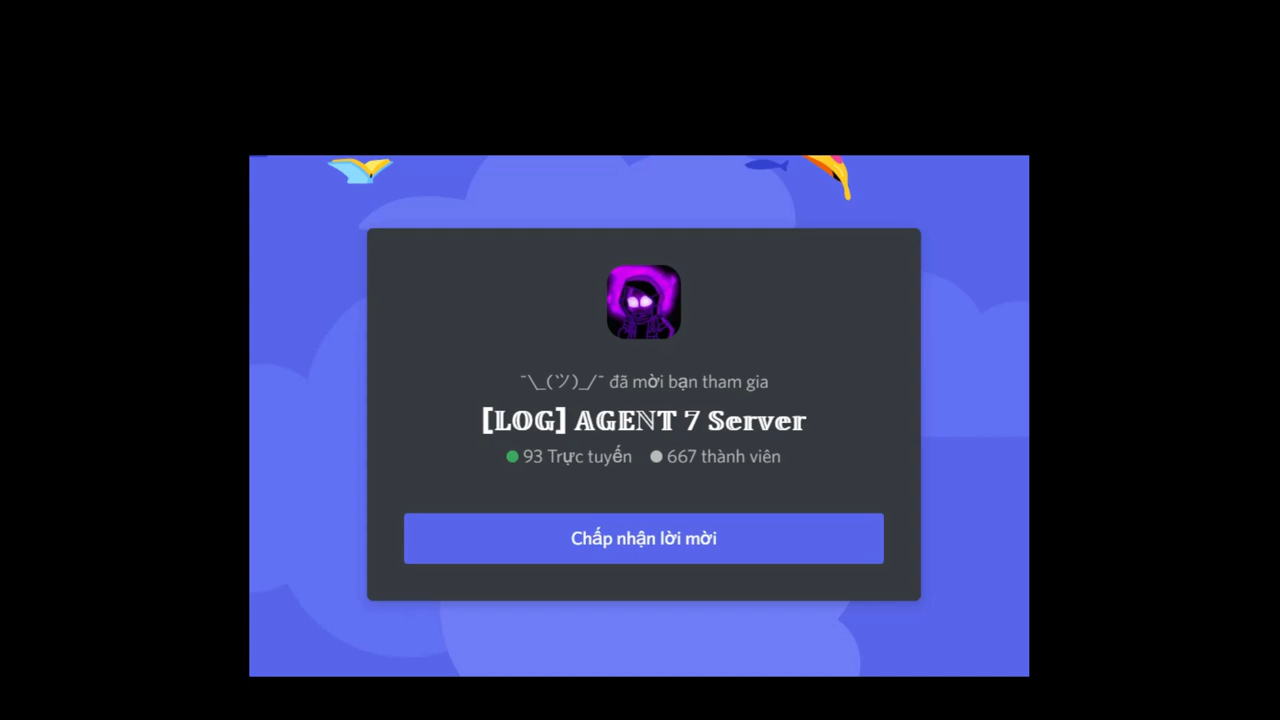 ¯\_(ツ)_/¯ đã mời bạn tham gia
[𝕃𝕆𝔾] 𝔸𝔾𝔼ℕ𝕋 𝟟 𝕊𝕖𝕣𝕧𝕖𝕣
93 Trực tuyến 667 thành viên
Chấp nhận lời mời